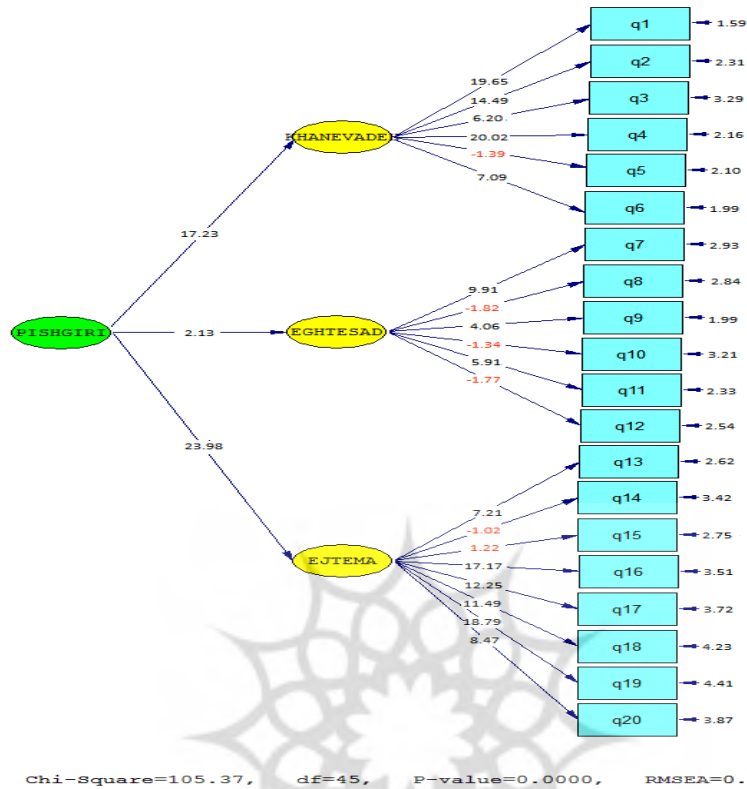 q1
1.59
q2
2.31
19.65
q3
3.29
14.49
6.20
KHANEVADEH
20.02
q4
2.16
-1.39
q5
2.10
7.09
q6
1.99
17.23
q7
2.93
9.91
q8
2.84
-1.82
q9
1.99
PISHGIRI
2.13
EGHTESAD
4.06
-1.34
q10
3.21
5.91
q11
2.33
-1.77
q12
2.54
23.98
q13
2.62
q14
3.42
7.21
-1.02
q15
2.75
EJTEMA
1.22
17.17
q16
3.51
12.25
q17
3.72
11.49
18.79
q18
4.23
8.47
q19
4.41
q20
3.87
Chi-Square=105.37, df=45, P-value=0.0000, RMSEA=0.